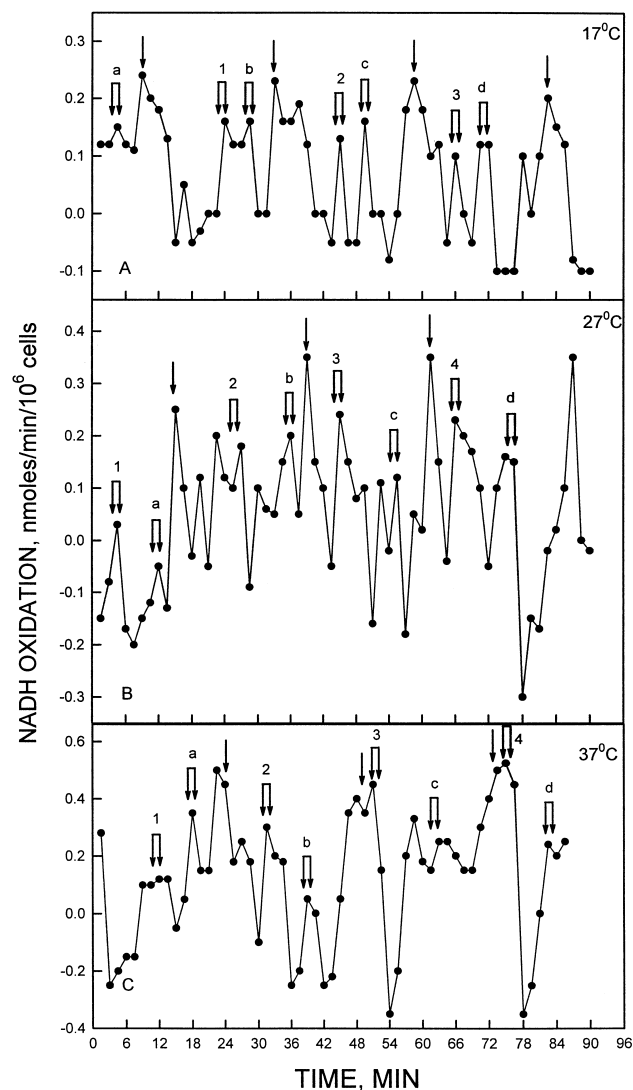 17⁰C
0.3
0.2
0.1
0.0
-0.1
a
1
b
2
c
3
d
A
27⁰C
0.4
0.3
0.2
0.1
0.0
-0.1
-0.2
-0.3
1
a
2
b
3
c
4
d
B
37⁰C
0.6
0.4
0.2
0.0
-0.2
-0.4
1
a
2
b
3
c
4
d
C
0 6 12 18 24 30 36 42 48 54 60 66 72 78 84 90 96
TIME, MIN
NADH OXIDATION, nmoles/min/10⁶ cells